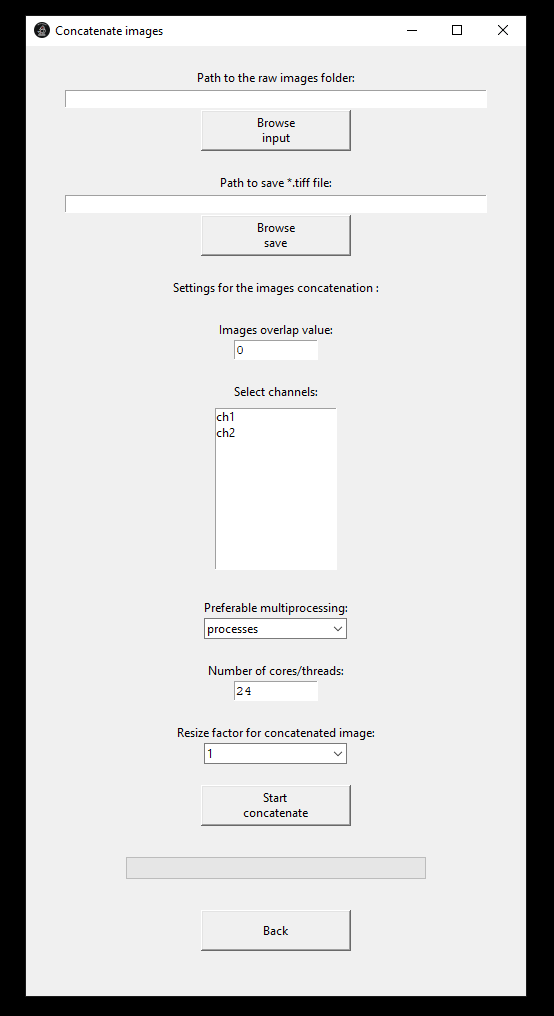 Concatenate images
Path to the raw images folder:
Browse
input
Path to save *.tiff file:
Browse
save
Settings for the images concatenation :
Images overlap value:
0
Select channels:
ch1
ch2
Preferable multiprocessing:
processes
Number of cores/threads:
24
Resize factor for concatenated image:
1
Start
concatenate
Back